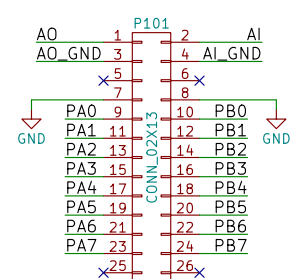 P101
AO 1 2 AI
AO_GND 3 4 AI_GND
5 6
7 8
PA0 9 10 PB0
PA1 11 12 PB1
PA2 13 14 PB2
PA3 15 16 PB3
PA4 17 18 PB4
PA5 19 20 PB5
PA6 21 22 PB6
PA7 23 24 PB7
25 26
GND
GND
CONN_02X13